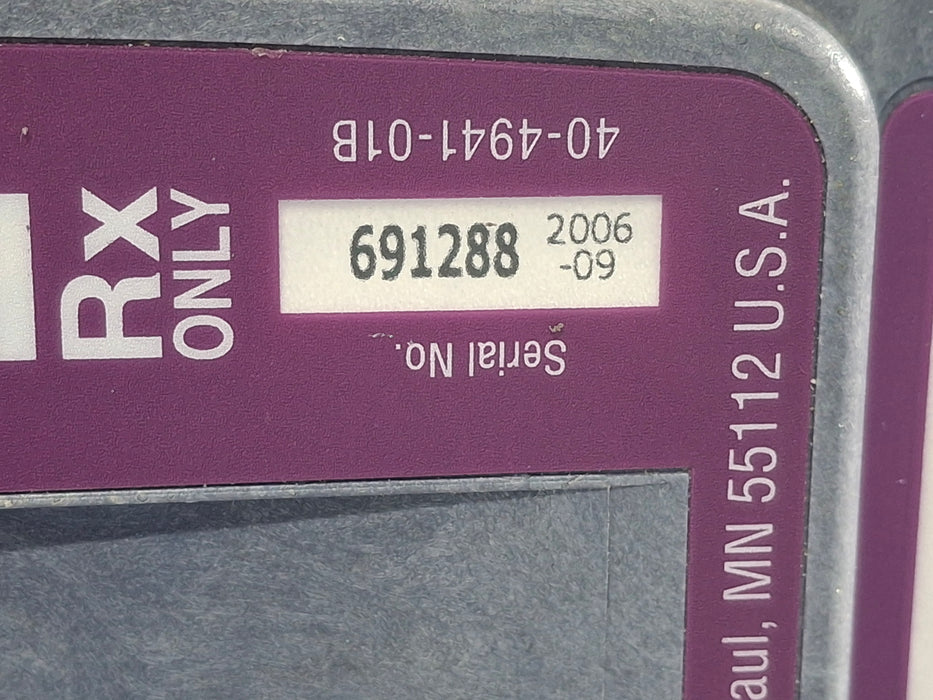 40-4941-01B
Rx
ONLY
691288 2006
-09
Serial No.
aul, MN 55112 U.S.A.